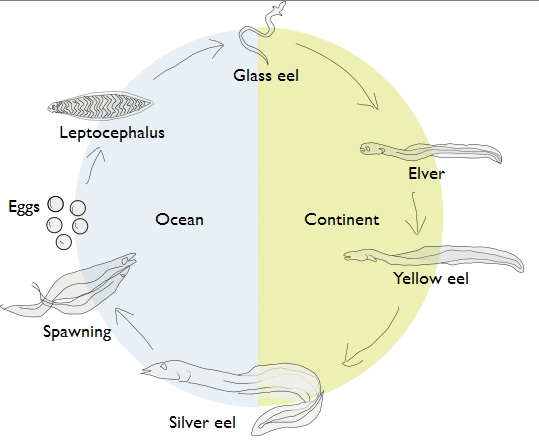 Glass eel
Leptocephalus
Elver
Eggs
Ocean
Continent
Yellow eel
Spawning
Silver eel